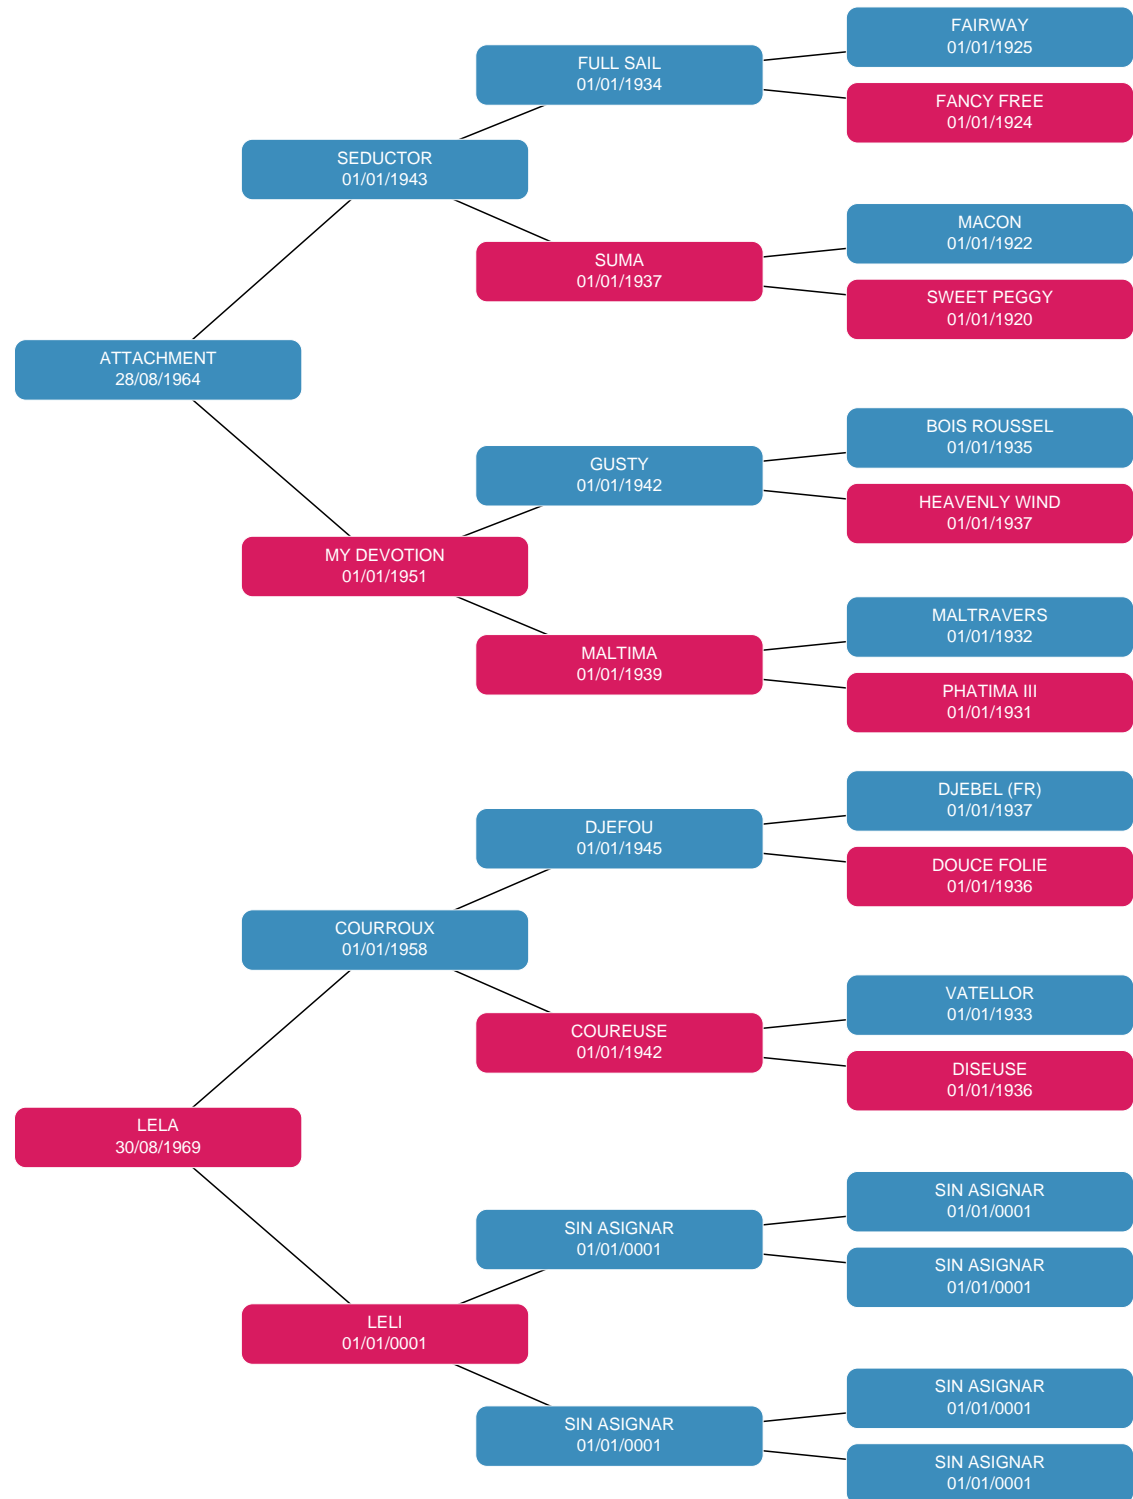 FAIRWAY
01/01/1925
FULL SAIL
01/01/1934
FANCY FREE
01/01/1924
SEDUCTOR
01/01/1943
MACON
01/01/1922
SUMA
01/01/1937
SWEET PEGGY
01/01/1920
ATTACHMENT
28/08/1964
BOIS ROUSSEL
01/01/1935
GUSTY
01/01/1942
HEAVENLY WIND
01/01/1937
MY DEVOTION
01/01/1951
MALTRAVERS
01/01/1932
MALTIMA
01/01/1939
PHATIMA III
01/01/1931
DJEBEL (FR)
01/01/1937
DJEFOU
01/01/1945
DOUCE FOLIE
01/01/1936
COURROUX
01/01/1958
VATELLOR
01/01/1933
COUREUSE
01/01/1942
DISEUSE
01/01/1936
LELA
30/08/1969
SIN ASIGNAR
01/01/0001
SIN ASIGNAR
01/01/0001
SIN ASIGNAR
01/01/0001
LELI
01/01/0001
SIN ASIGNAR
01/01/0001
SIN ASIGNAR
01/01/0001
SIN ASIGNAR
01/01/0001